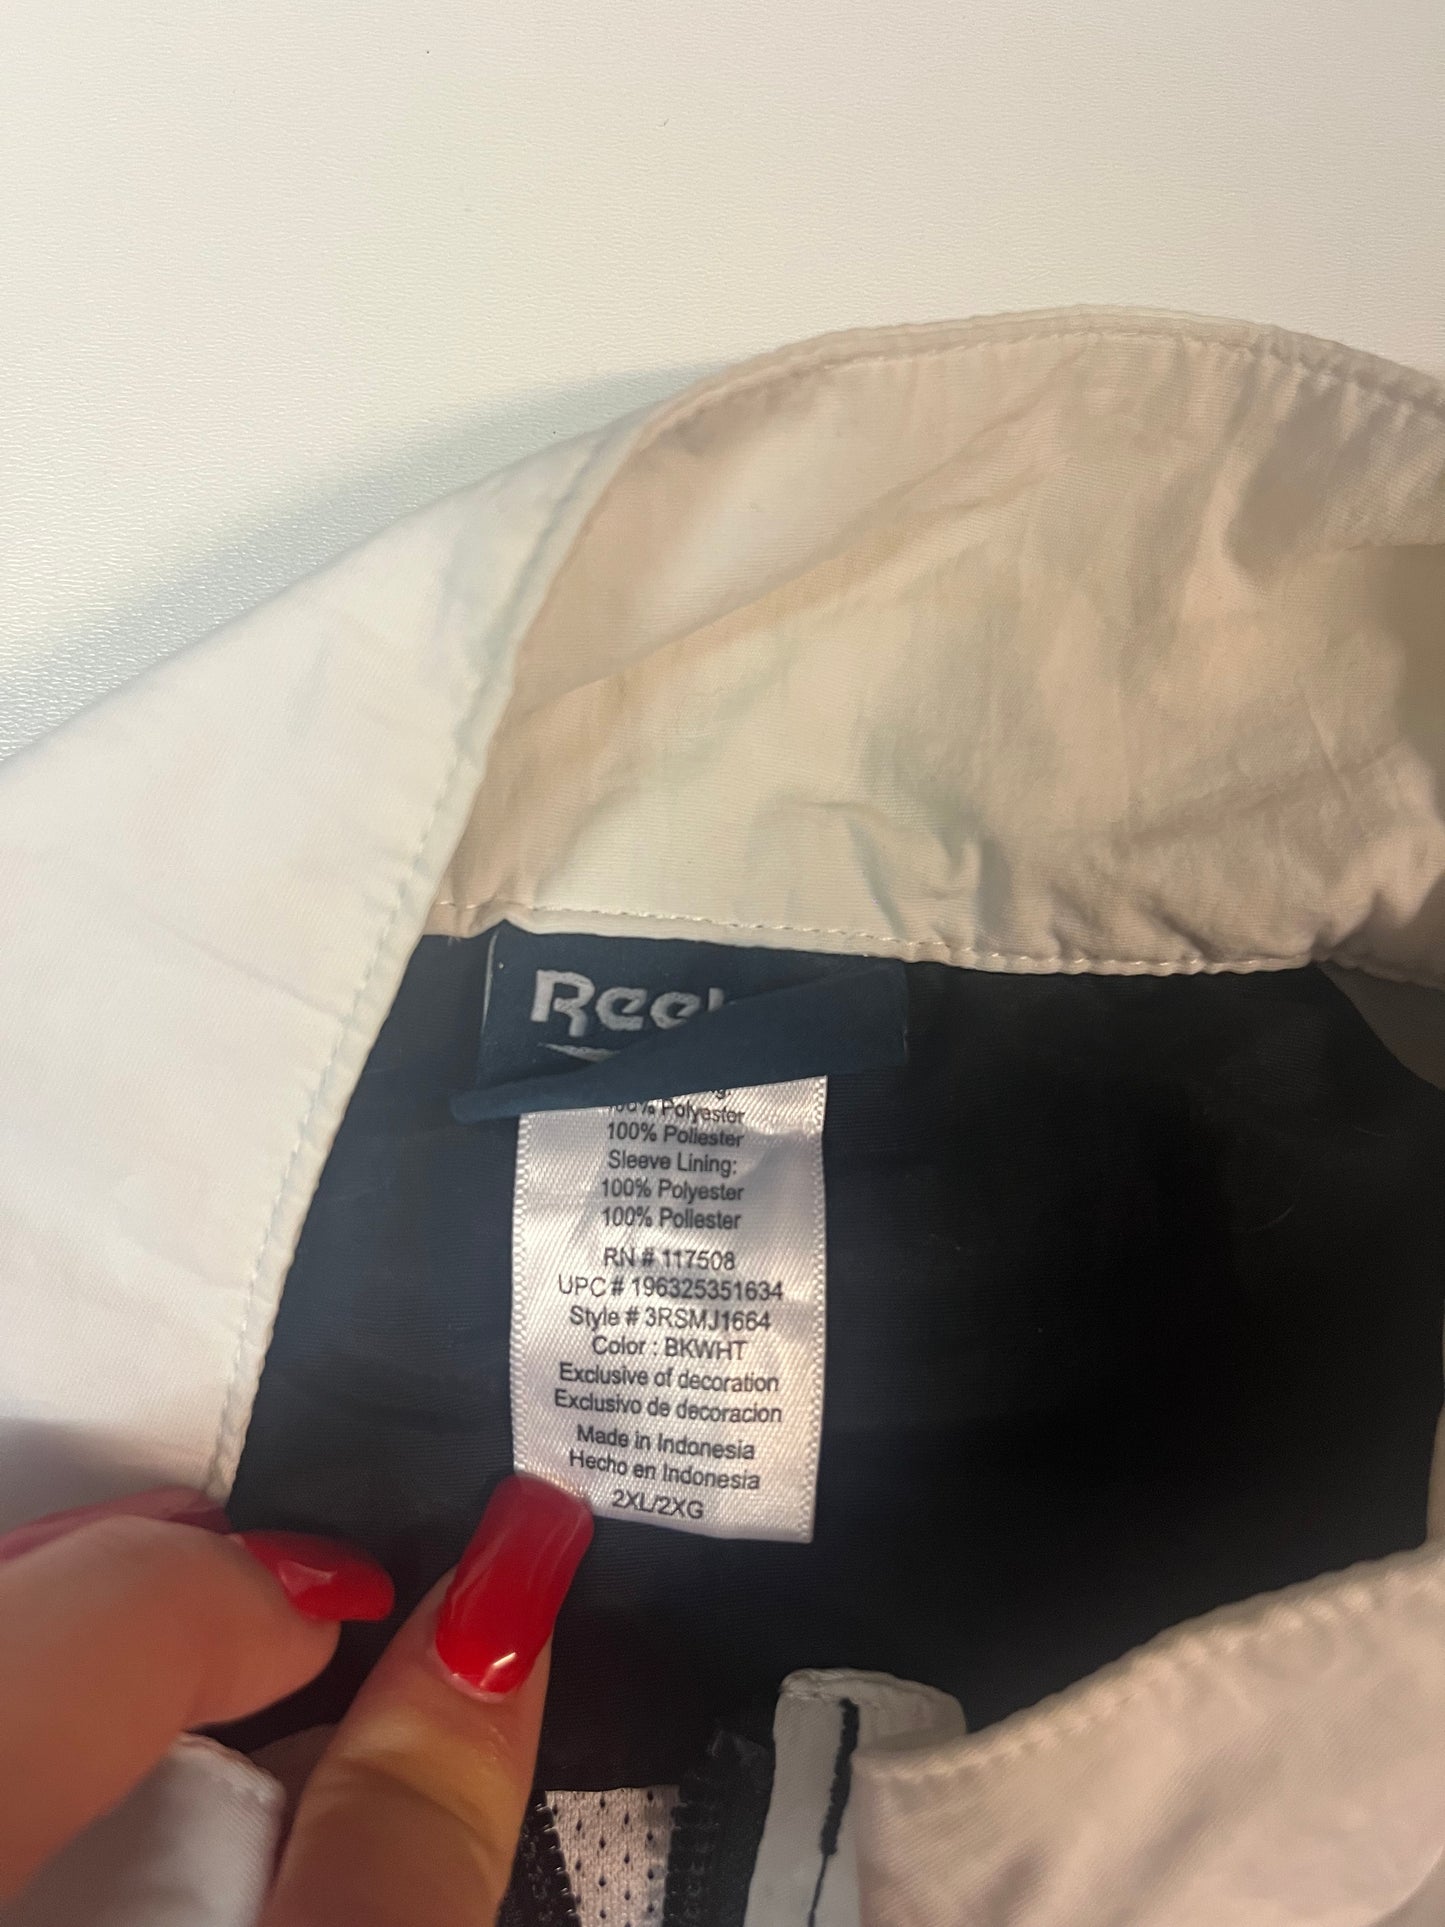 100% Polyester
100% Poliester
Sleeve Lining:
100% Polyester
100% Poliester
RN # 117508
UPC # 196325351634
Style # 3RSMJ1664
Color : BKWHT
Exclusive of decoration
Exclusivo de decoracion
Made in Indonesia
Hecho en Indonesia
2XL/2XG